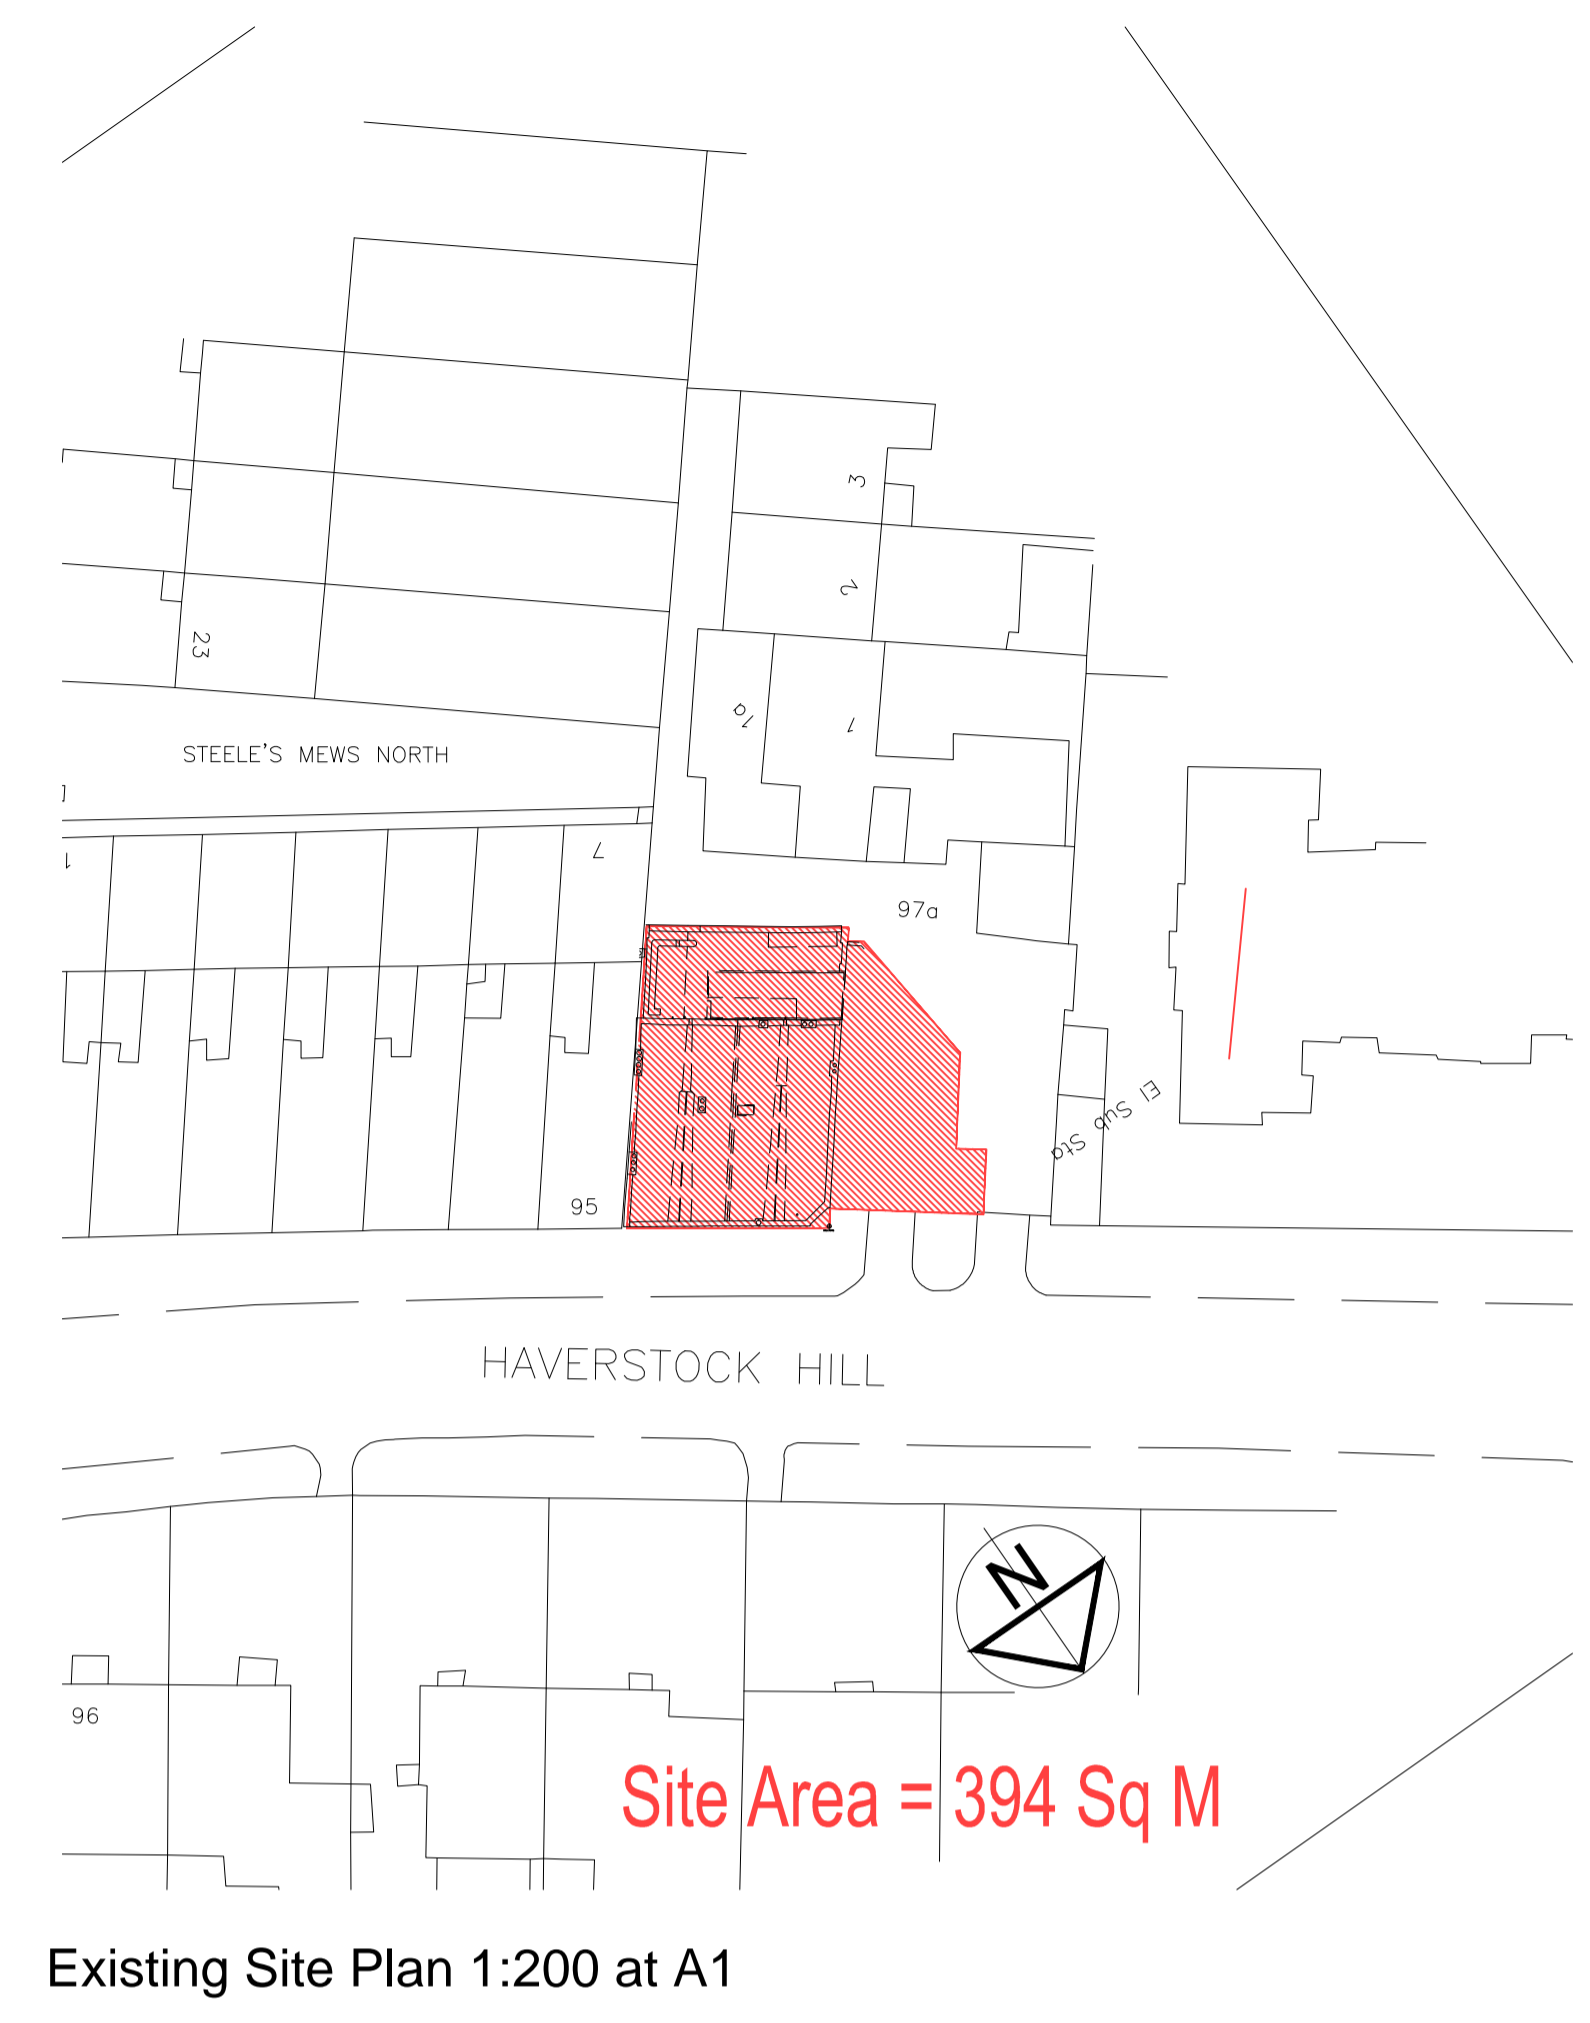 3
2
23
1a
1
STEELE'S MEWS NORTH
1
7
97a
El Sub Sta
95
HAVERSTOCK HILL
N
96
Site Area = 394 Sq M
Existing Site Plan 1:200 at A1